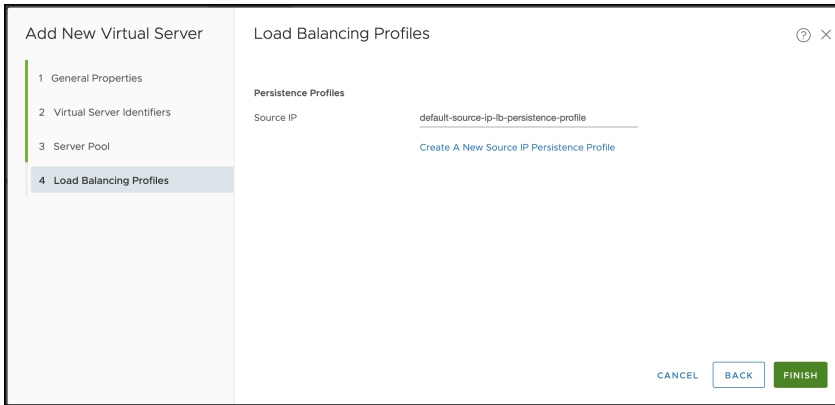 Add New Virtual Server
1 General Properties
2 Virtual Server Identifiers
3 Server Pool
4 Load Balancing Profiles
Load Balancing Profiles
?
Persistence Profiles
Source IP default-source-ip-lb-persistence-profile
Create A New Source IP Persistence Profile
CANCEL BACK FINISH